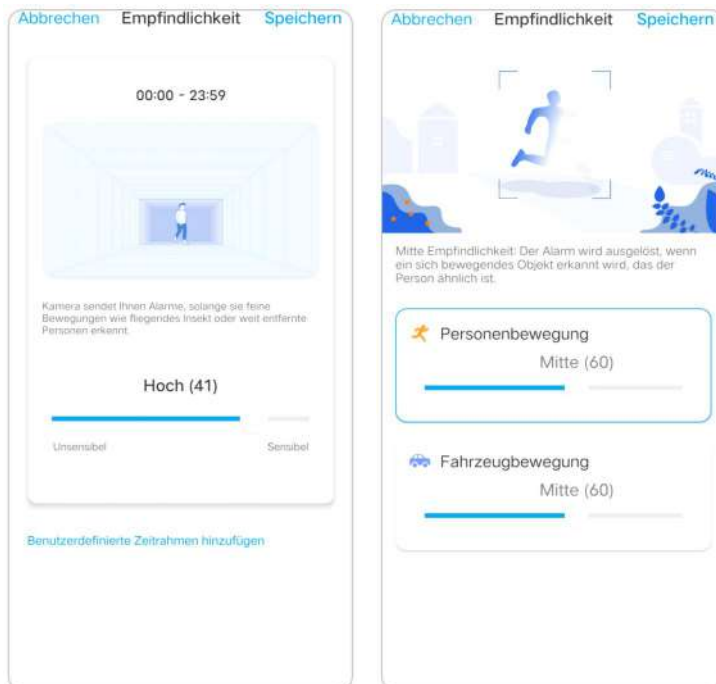 Abbrechen Empfindlichkeit Speichern
00:00 - 23:59
Kamera sendet Ihnen Alarme, solange sie feine
Bewegungen wie fliegendes Insekt oder weit entfernte
Personen erkennt.
Hoch (41)
Unsensibel Sensibel
Benutzerdefinierte Zeitrahmen hinzufügen
Abbrechen Empfindlichkeit Speichern
Mitte Empfindlichkeit: Der Alarm wird ausgelöst, wenn
ein sich bewegendes Objekt erkannt wird, das der
Person ähnlich ist.
Personenbewegung
Mitte (60)
Fahrzeugbewegung
Mitte (60)